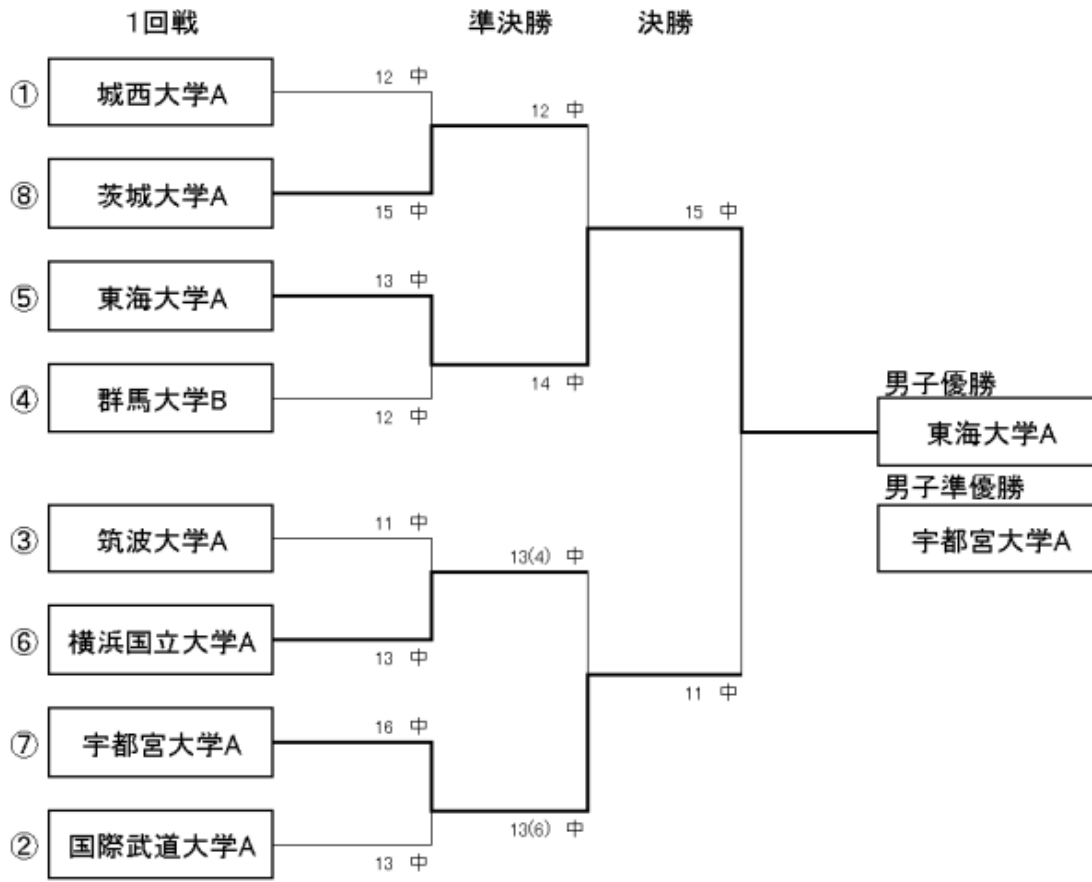 1回戦 準決勝 決勝
12 中
① 城西大学A
12 中
⑧ 茨城大学A
15 中
15 中
13 中
⑤ 東海大学A
14 中
④ 群馬大学B
12 中
男子優勝
東海大学A
男子準優勝
宇都宮大学A
11 中
③ 筑波大学A
13(4) 中
⑥ 横浜国立大学A
13 中
11 中
16 中
⑦ 宇都宮大学A
13(6) 中
② 国際武道大学A
13 中